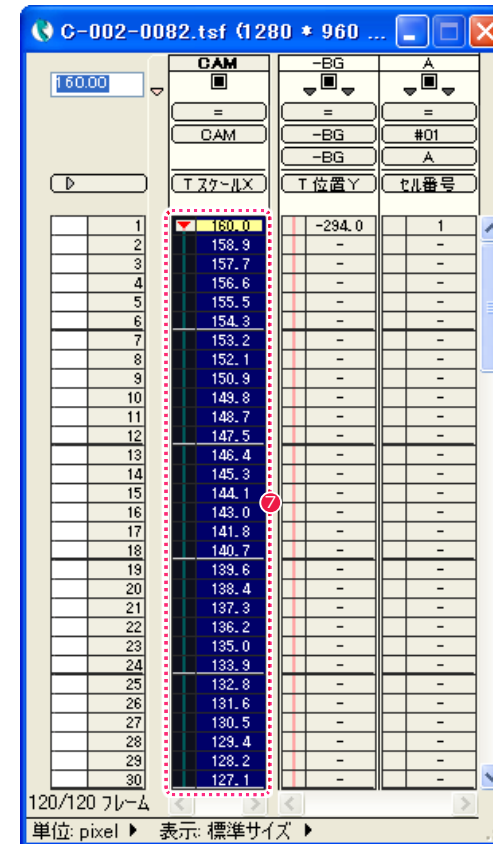 C-002-0082.tsf (1280 * 960 ...
160.00 CAM -BG A
= = =
CAM -BG #01
-BG A
T スケールX T 位置Y セル番号
1 160.0 -294.0 1
2 158.9 - -
3 157.7 - -
4 156.6 - -
5 155.5 - -
6 154.3 - -
7 153.2 - -
8 152.1 - -
9 150.9 - -
10 149.8 - -
11 148.7 - -
12 147.5 - -
13 146.4 - -
14 145.3 - -
15 144.1 - -
7
16 143.0 - -
17 141.8 - -
18 140.7 - -
19 139.6 - -
20 138.4 - -
21 137.3 - -
22 136.2 - -
23 135.0 - -
24 133.9 - -
25 132.8 - -
26 131.6 - -
27 130.5 - -
28 129.4 - -
29 128.2 - -
30 127.1 - -
120/120 フレーム
単位: pixel ▶ 表示: 標準サイズ ▶